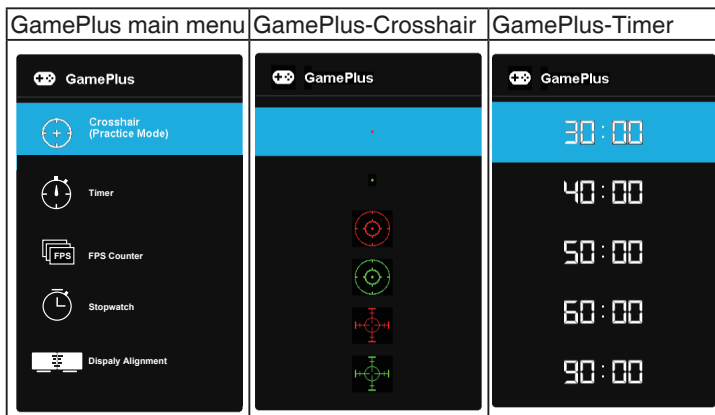 GamePlus main menu
GamePlus-Crosshair
GamePlus-Timer
GamePlus
Crosshair
(Practice Mode)
Timer
FPS
FPS Counter
Stopwatch
Dispaly Alignment
GamePlus
GamePlus
30:00
40:00
50:00
60:00
90:00